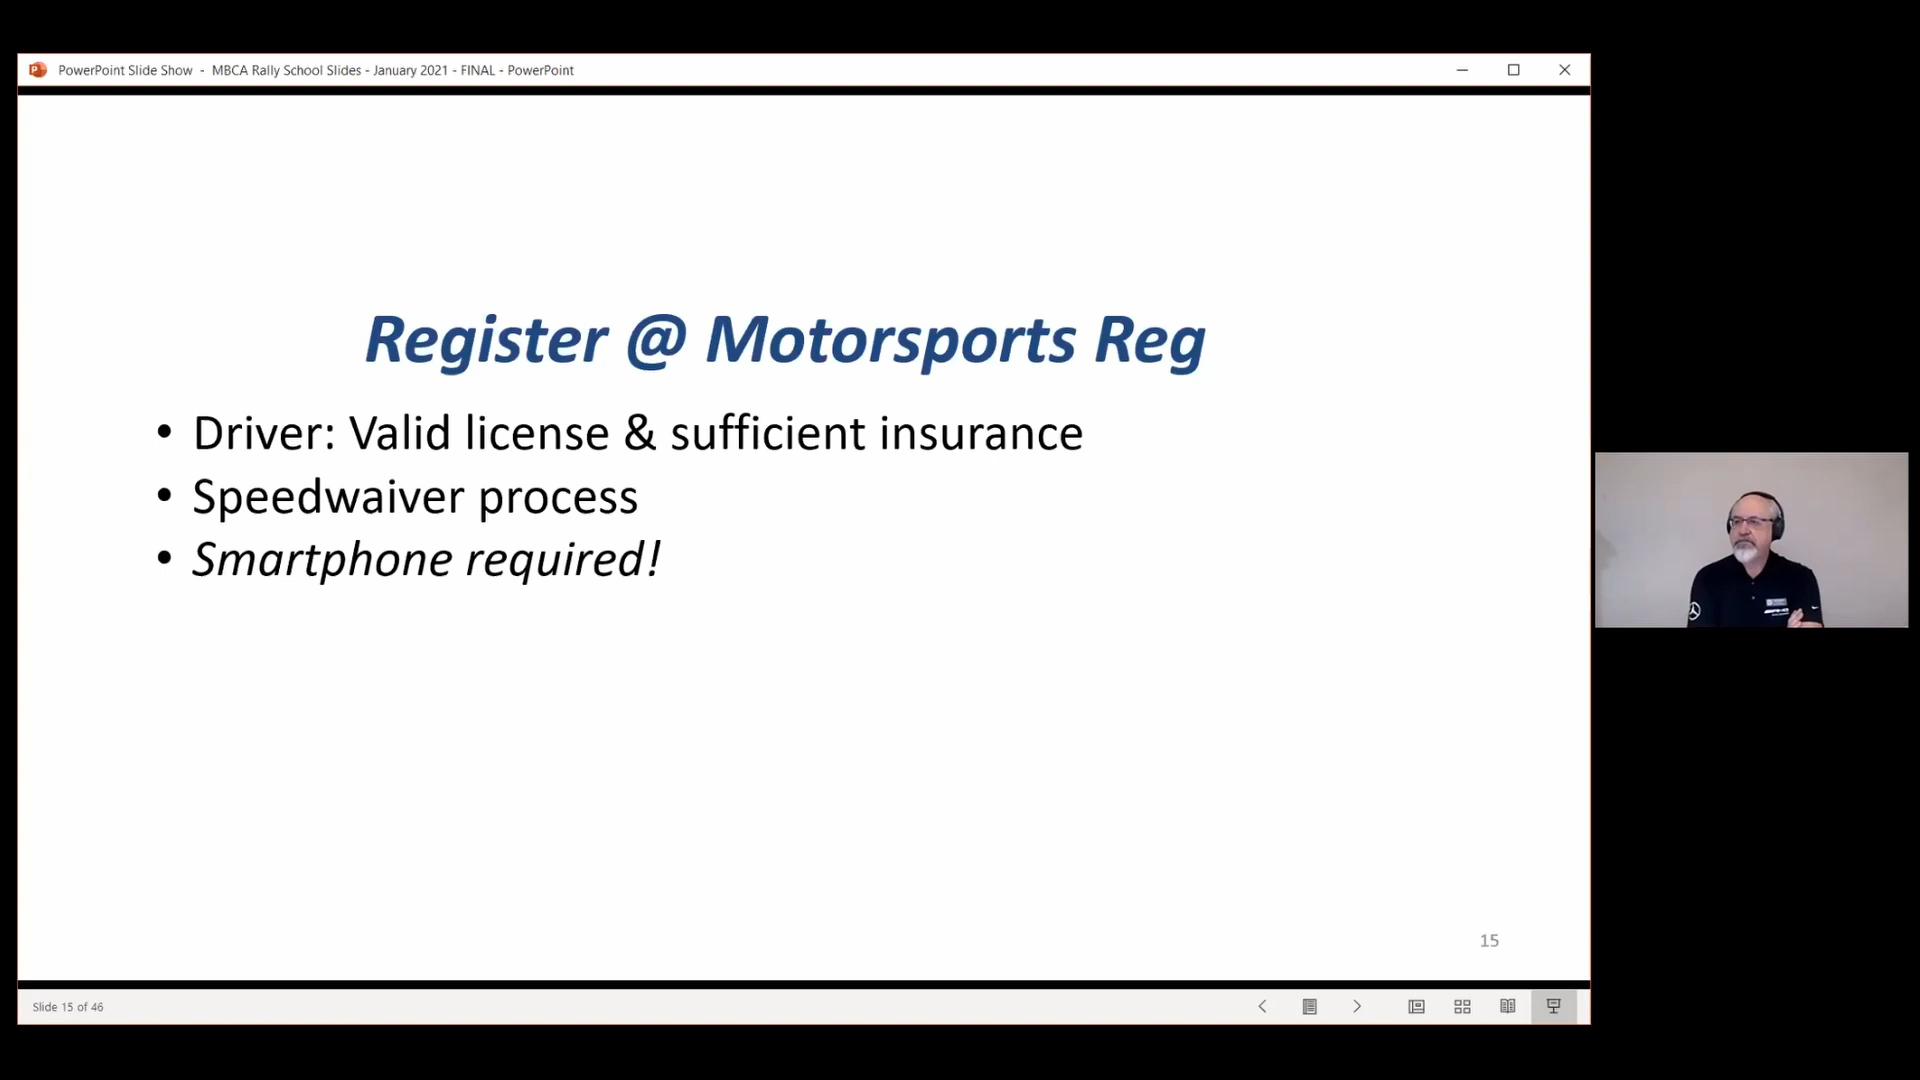 PowerPoint Slide Show - MBCA Rally School Slides - January 2021 - FINAL - PowerPoint
Register @ Motorsports Reg
• Driver: Valid license & sufficient insurance
• Speedwaiver process
• Smartphone required!
15
Slide 15 of 46